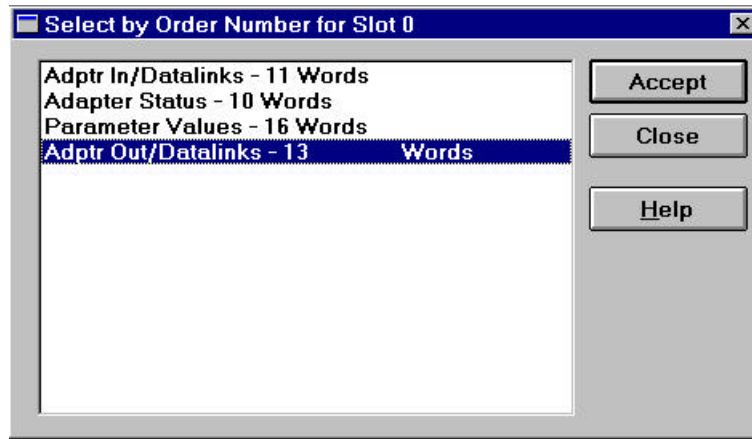 Select by Order Number for Slot 0
Adptr In/Datalinks - 11 Words
Adapter Status - 10 Words
Parameter Values - 16 Words
Adptr Out/Datalinks - 13 Words
Accept
Close
Help